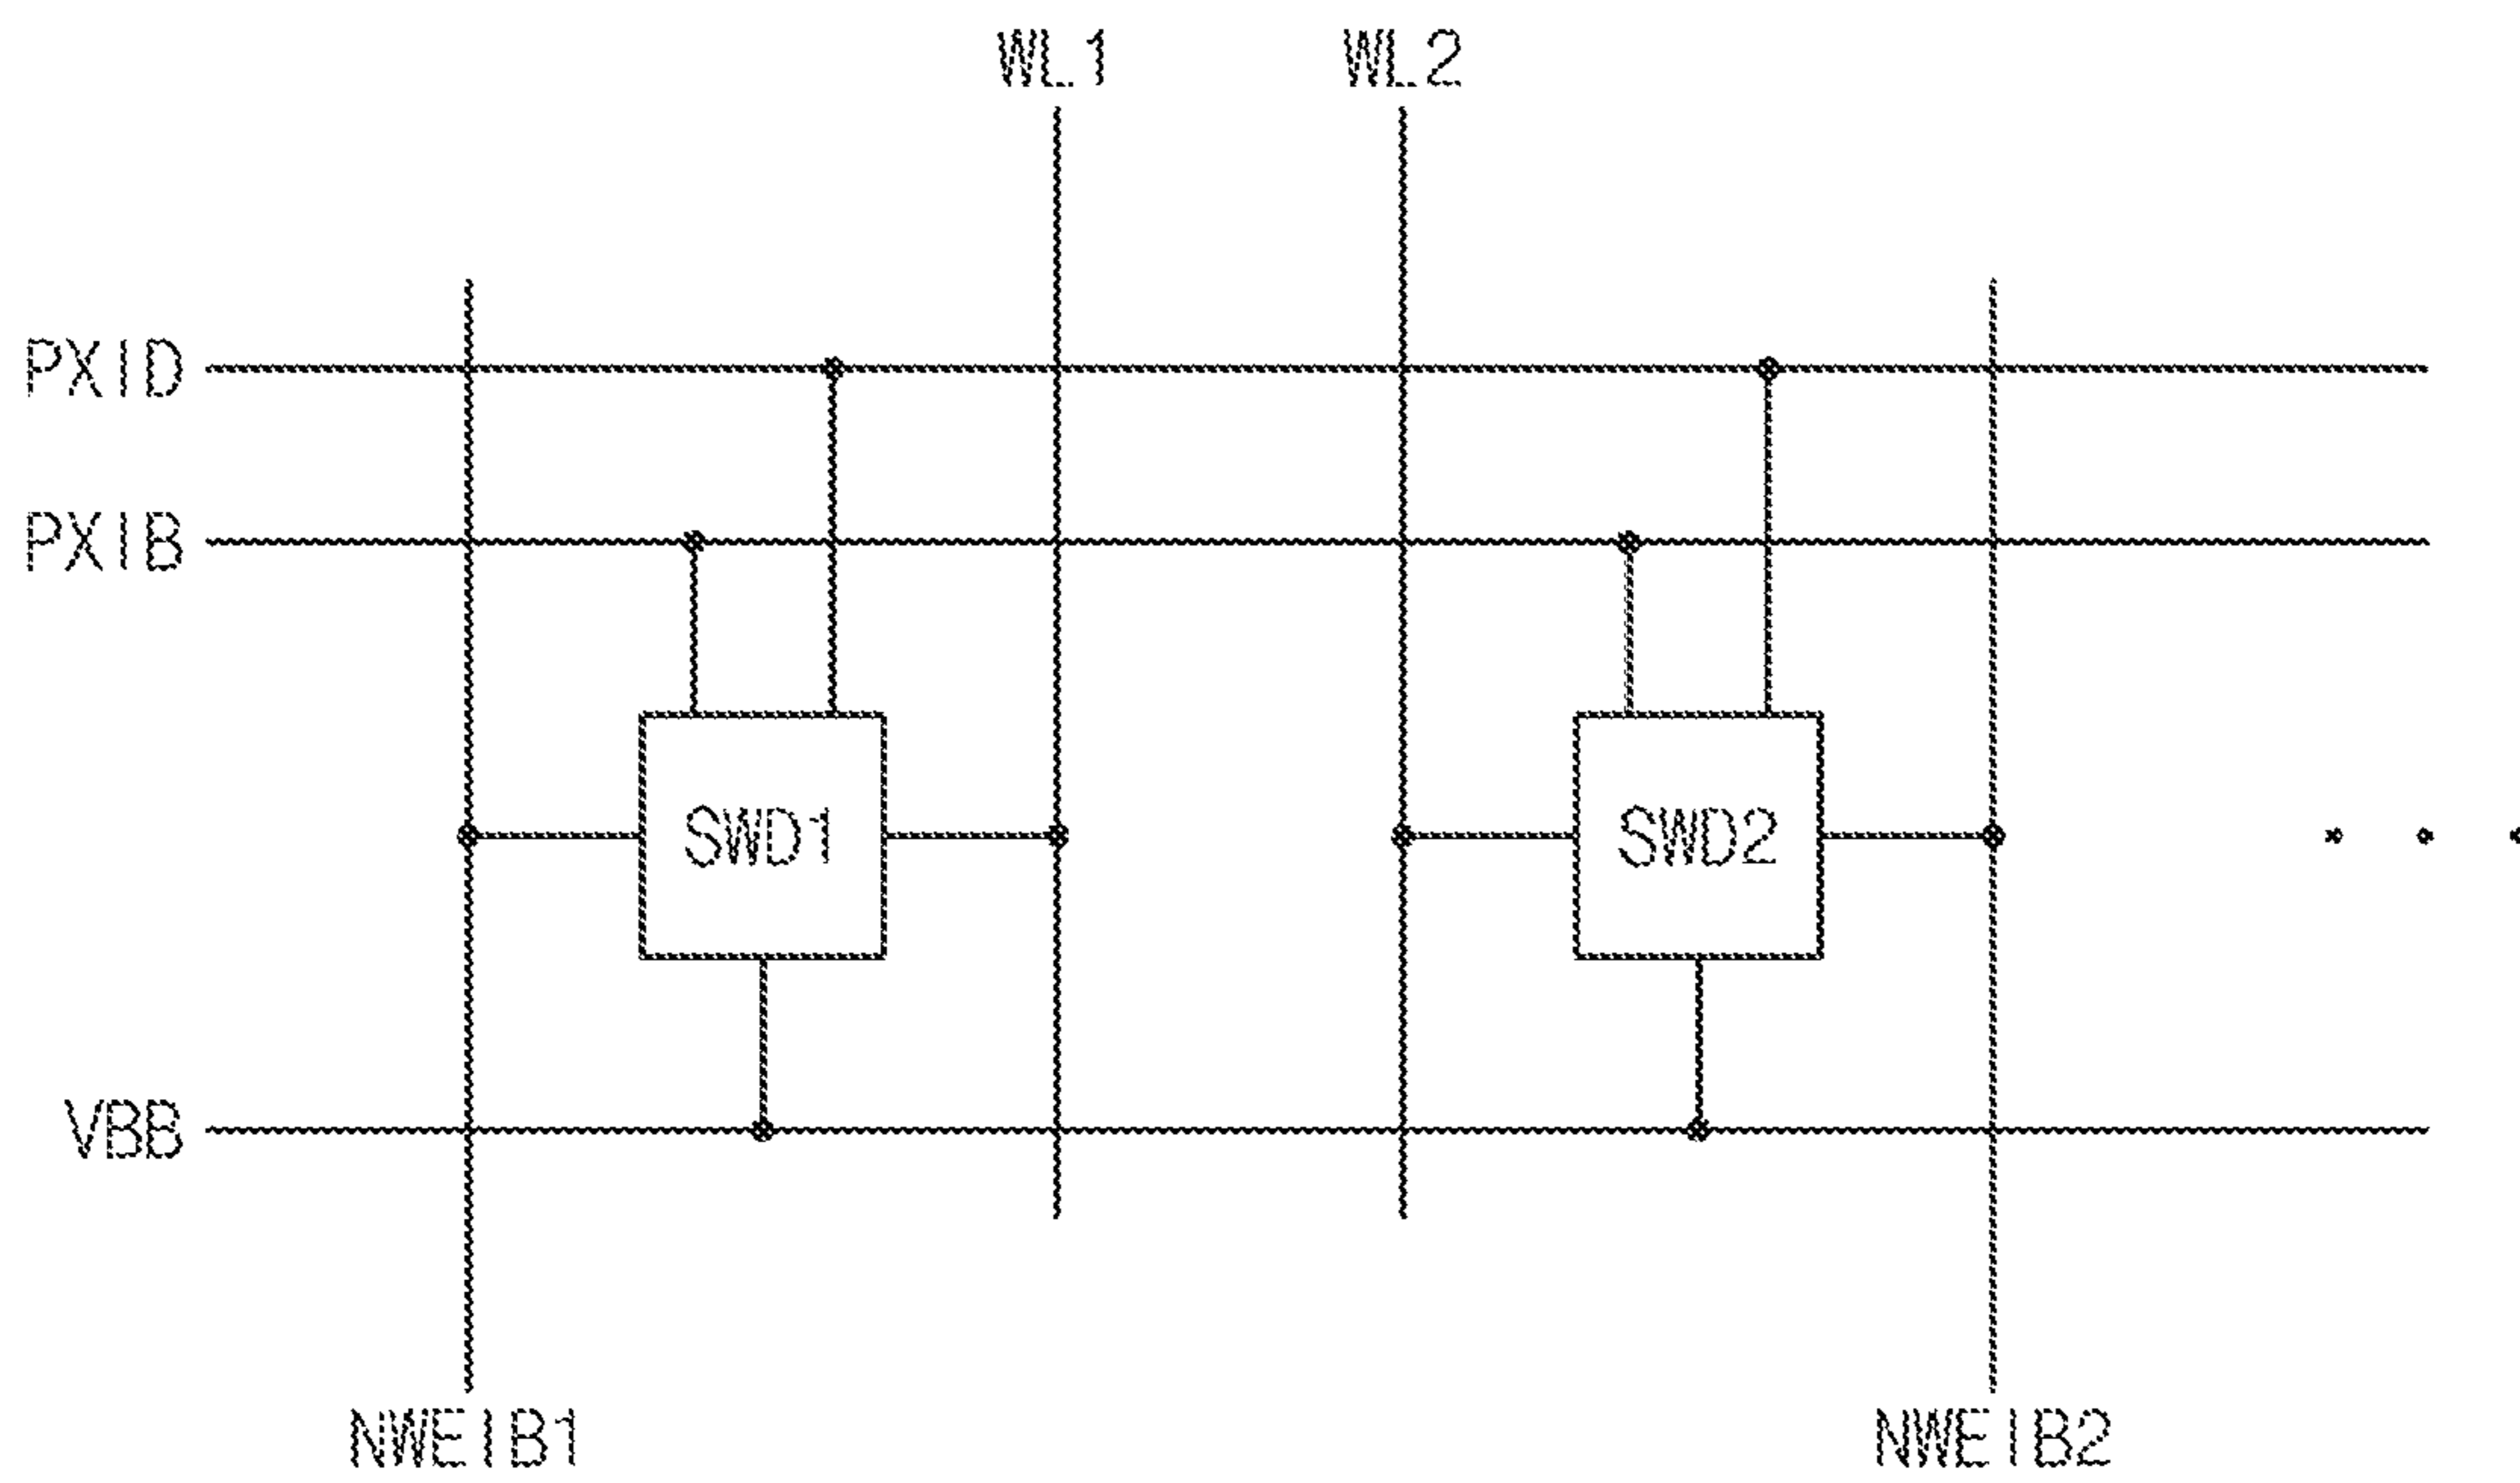 WL1 WL2
PXID
PXIB
SWD1 SWD2
VBB
NWEIB1 NWEIB2